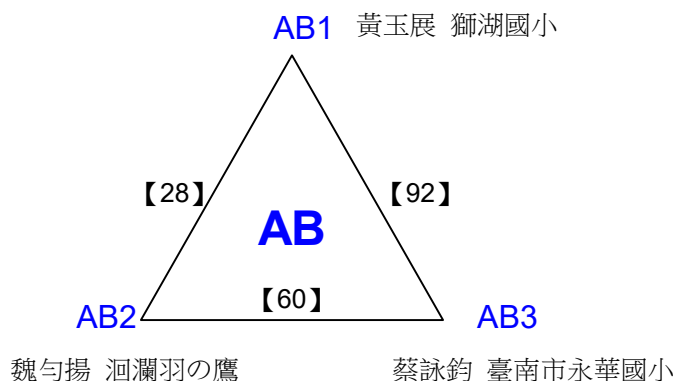 AB1 黃玉展 獅湖國小
【28】 【92】
AB
【60】
AB2 AB3
魏勻揚 洄瀾羽の鷹 蔡詠鈞 臺南市永華國小